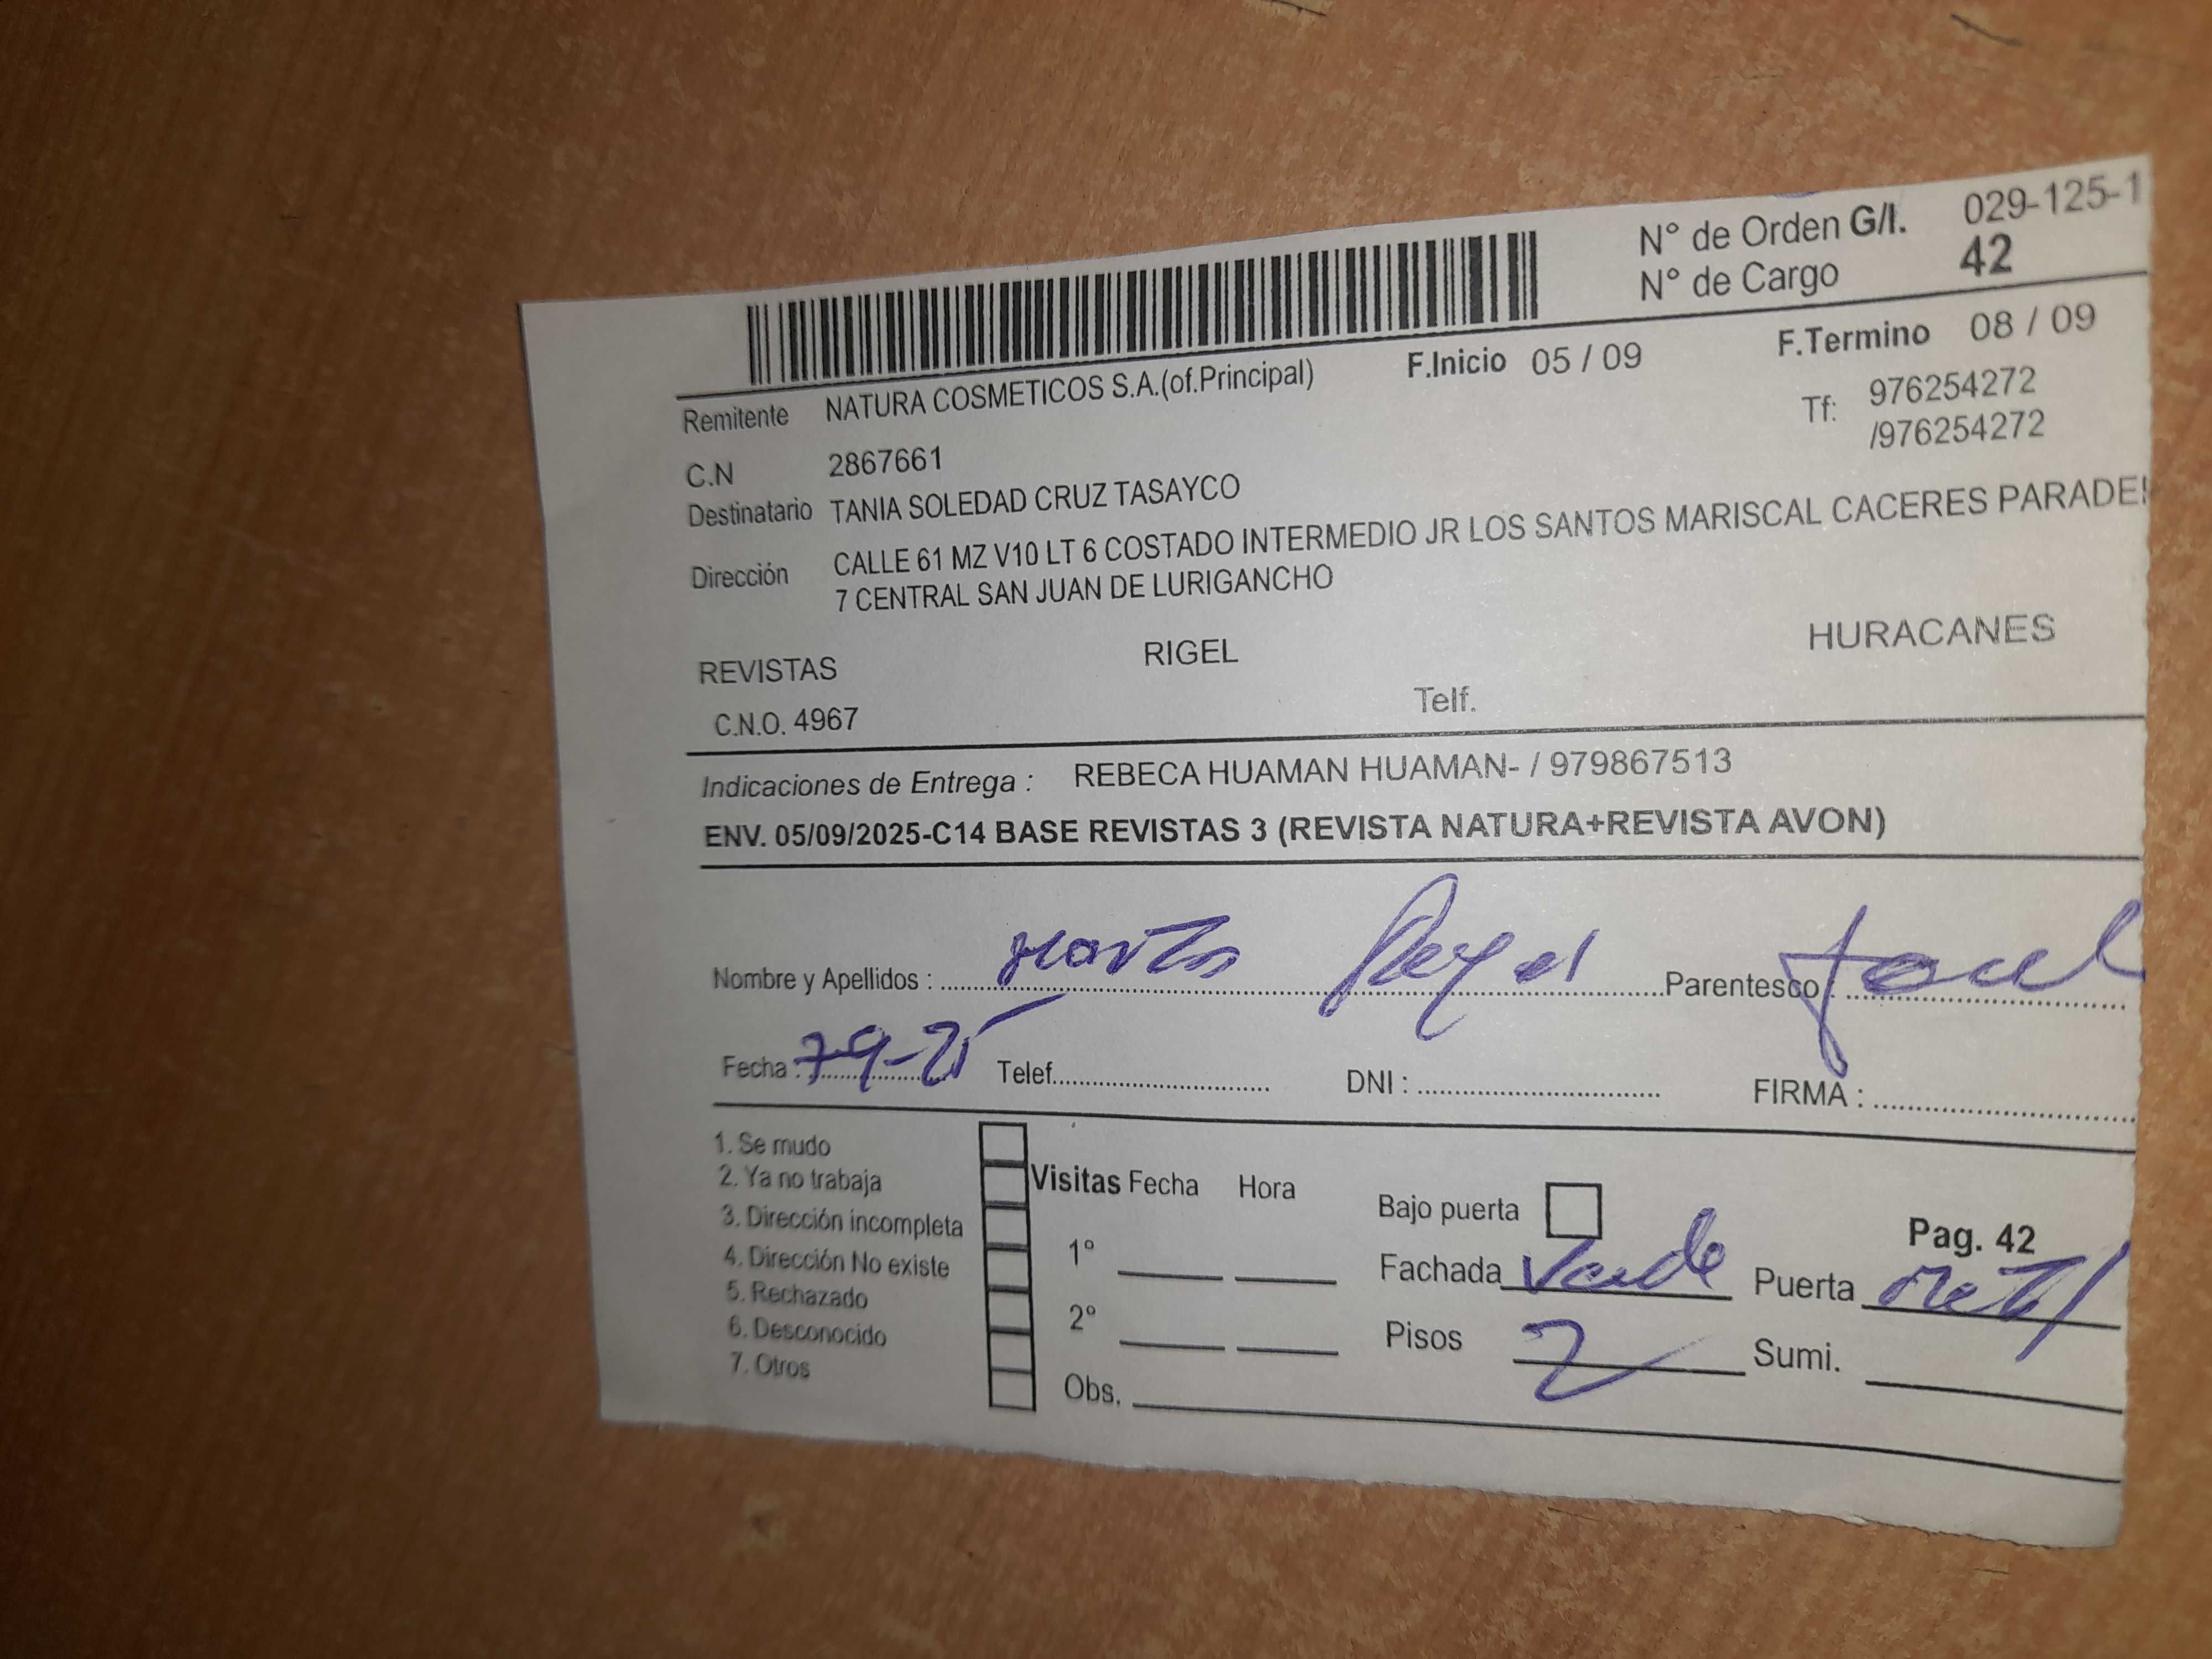 N° de Orden G/I. 029-125-1
N° de Cargo 42
F.Inicio 05 / 09 F.Termino 08 / 09
Remitente NATURA COSMETICOS S.A.(of.Principal)
Tf: 976254272
/976254272
C.N 2867661
Destinatario TANIA SOLEDAD CRUZ TASAYCO
Dirección CALLE 61 MZ V10 LT 6 COSTADO INTERMEDIO JR LOS SANTOS MARISCAL CACERES
7 CENTRAL SAN JUAN DE LURIGANCHO
REVISTAS RIGEL HURACANES
C.N.O. 4967 Telf.
Indicaciones de Entrega : REBECA HUAMAN HUAMAN- / 979867513
ENV. 05/09/2025-C14 BASE REVISTAS 3 (REVISTA NATURA+REVISTA AVON)
Nombre y Apellidos : Parentesco :
Fecha : 7-9-25 Telef. DNI : FIRMA :
1. Se mudo
2. Ya no trabaja
3. Dirección incompleta
4. Dirección No existe
5. Rechazado
6. Desconocido
7. Otros
Visitas Fecha Hora
1°
2°
Obs.
Bajo puerta
Pag. 42
Fachada Verde Puerta Metal
Pisos 2 Sumi.